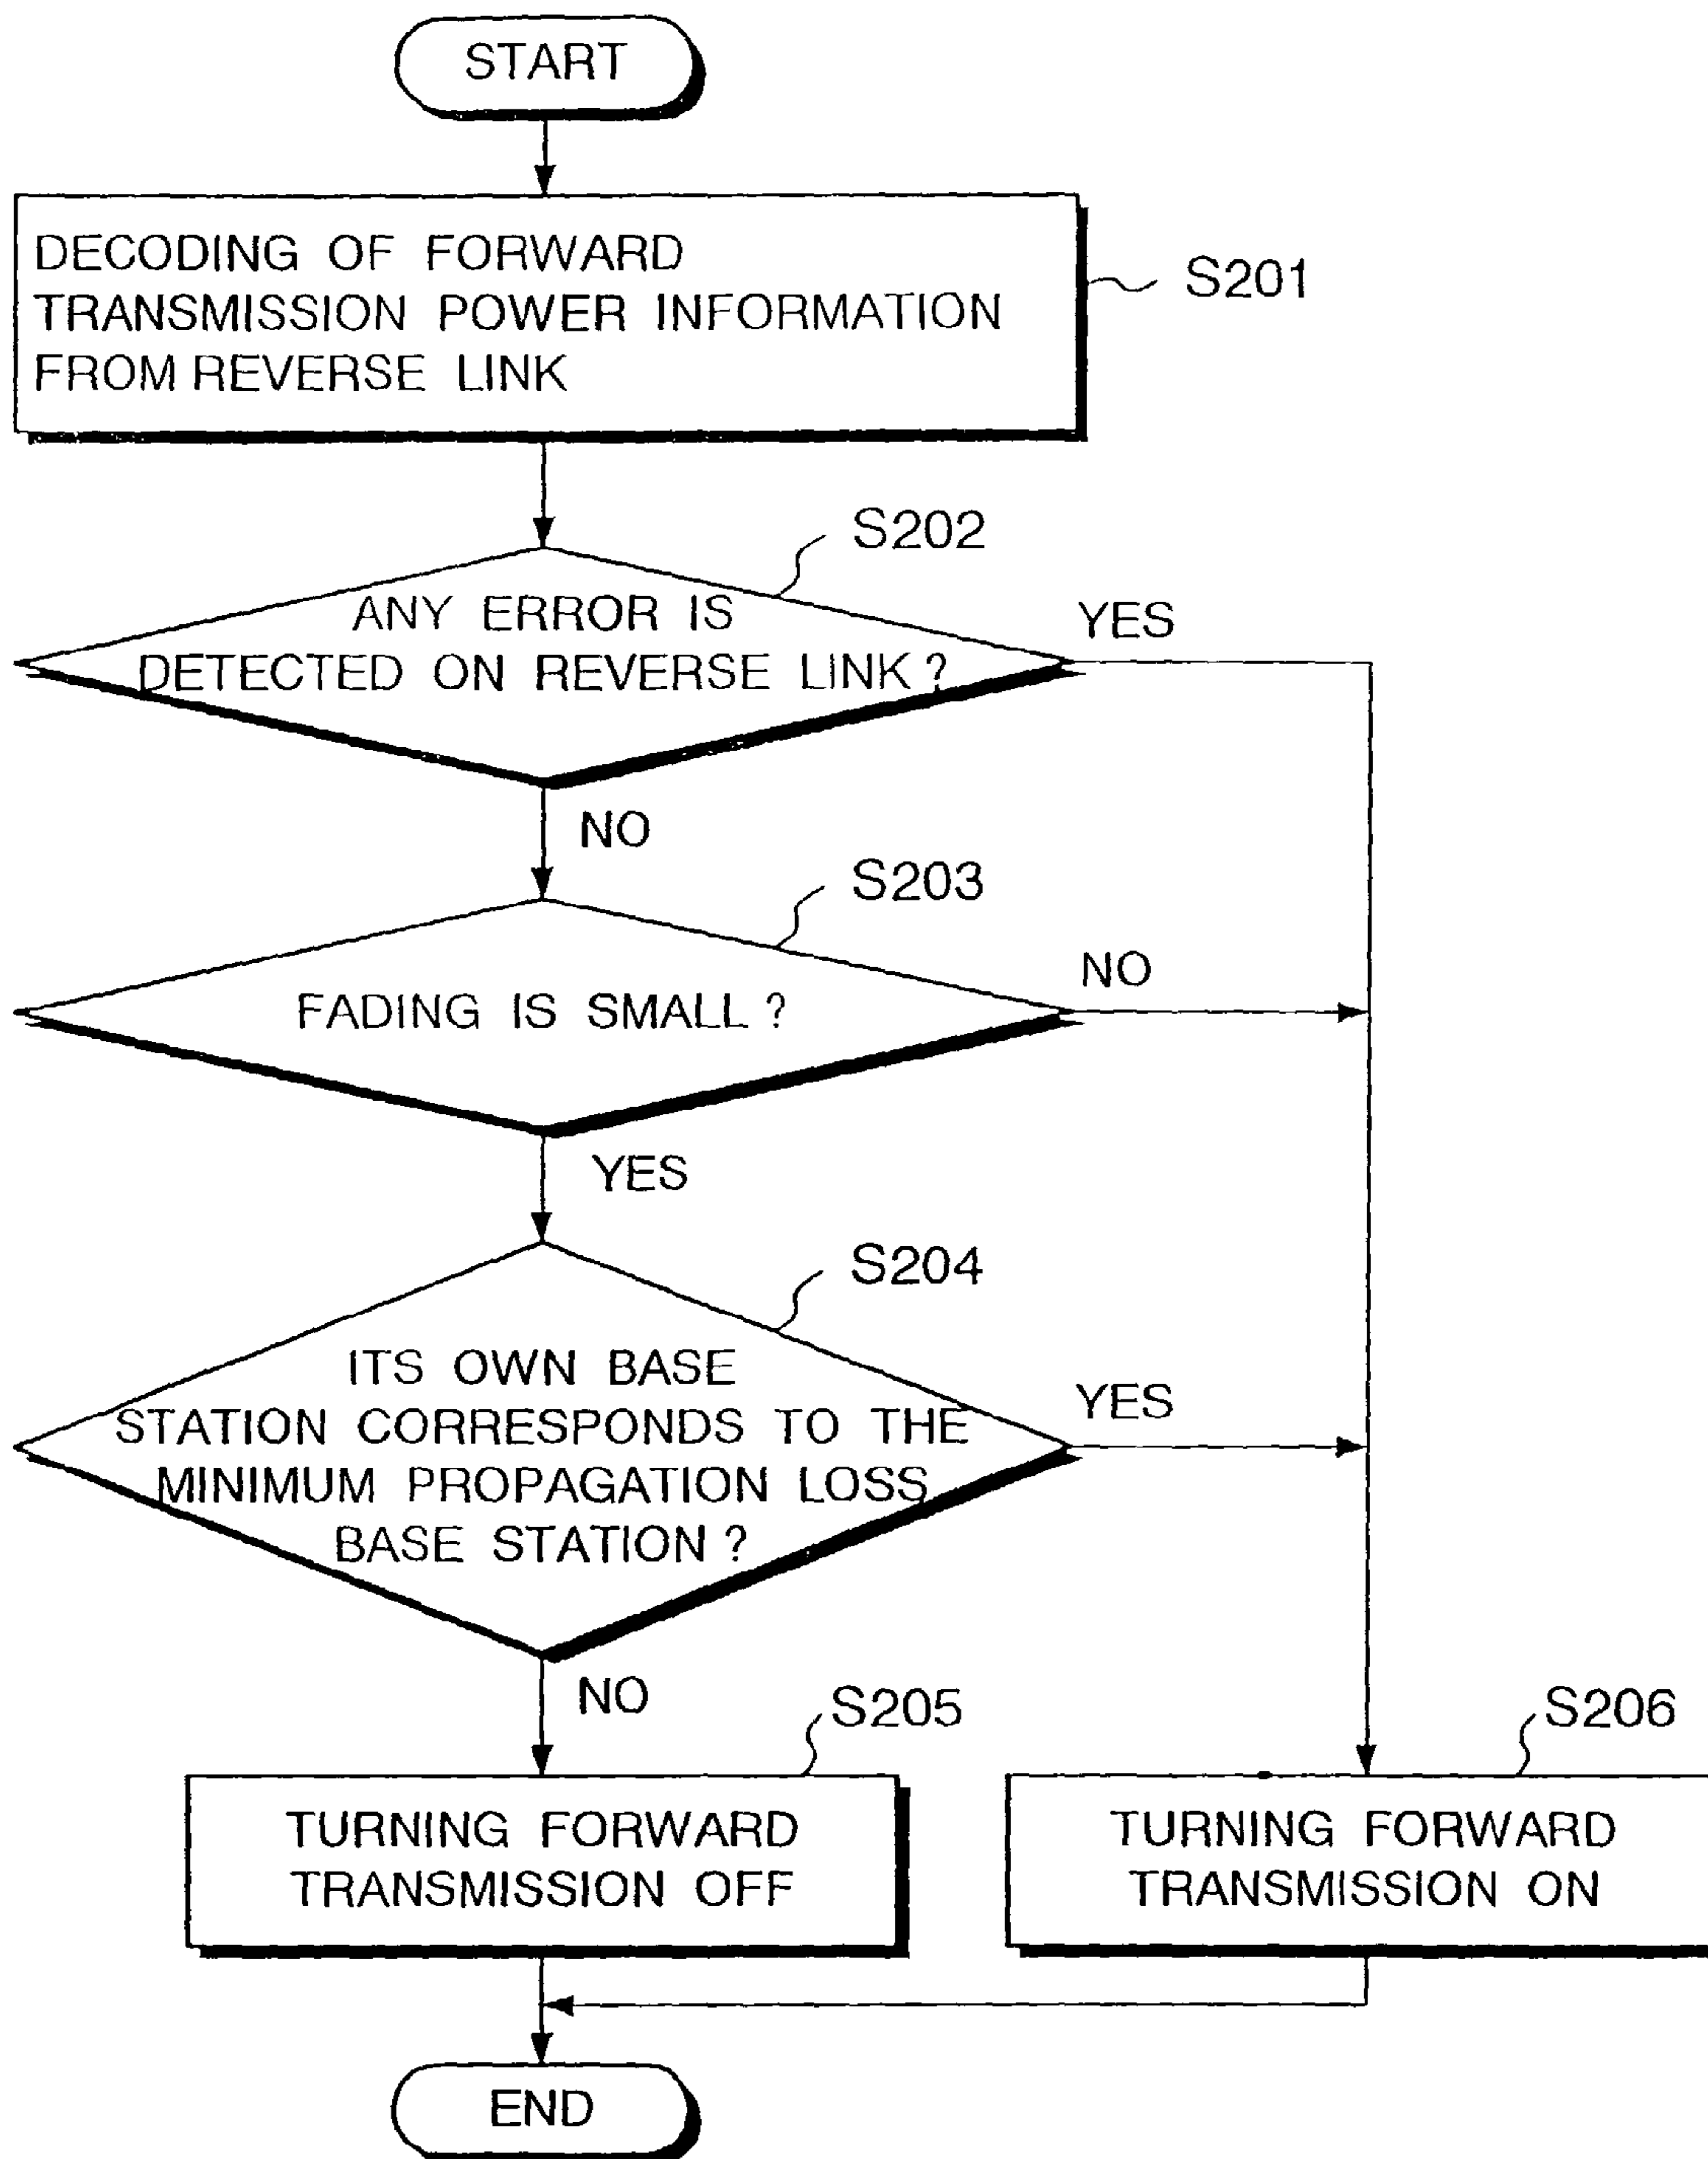 START
DECODING OF FORWARD
TRANSMISSION POWER INFORMATION
FROM REVERSE LINK
S201
S202
ANY ERROR IS
DETECTED ON REVERSE LINK ?
YES
NO
S203
FADING IS SMALL ?
NO
YES
S204
ITS OWN BASE
STATION CORRESPONDS TO THE
MINIMUM PROPAGATION LOSS
BASE STATION ?
YES
NO
S205
TURNING FORWARD
TRANSMISSION OFF
S206
TURNING FORWARD
TRANSMISSION ON
END